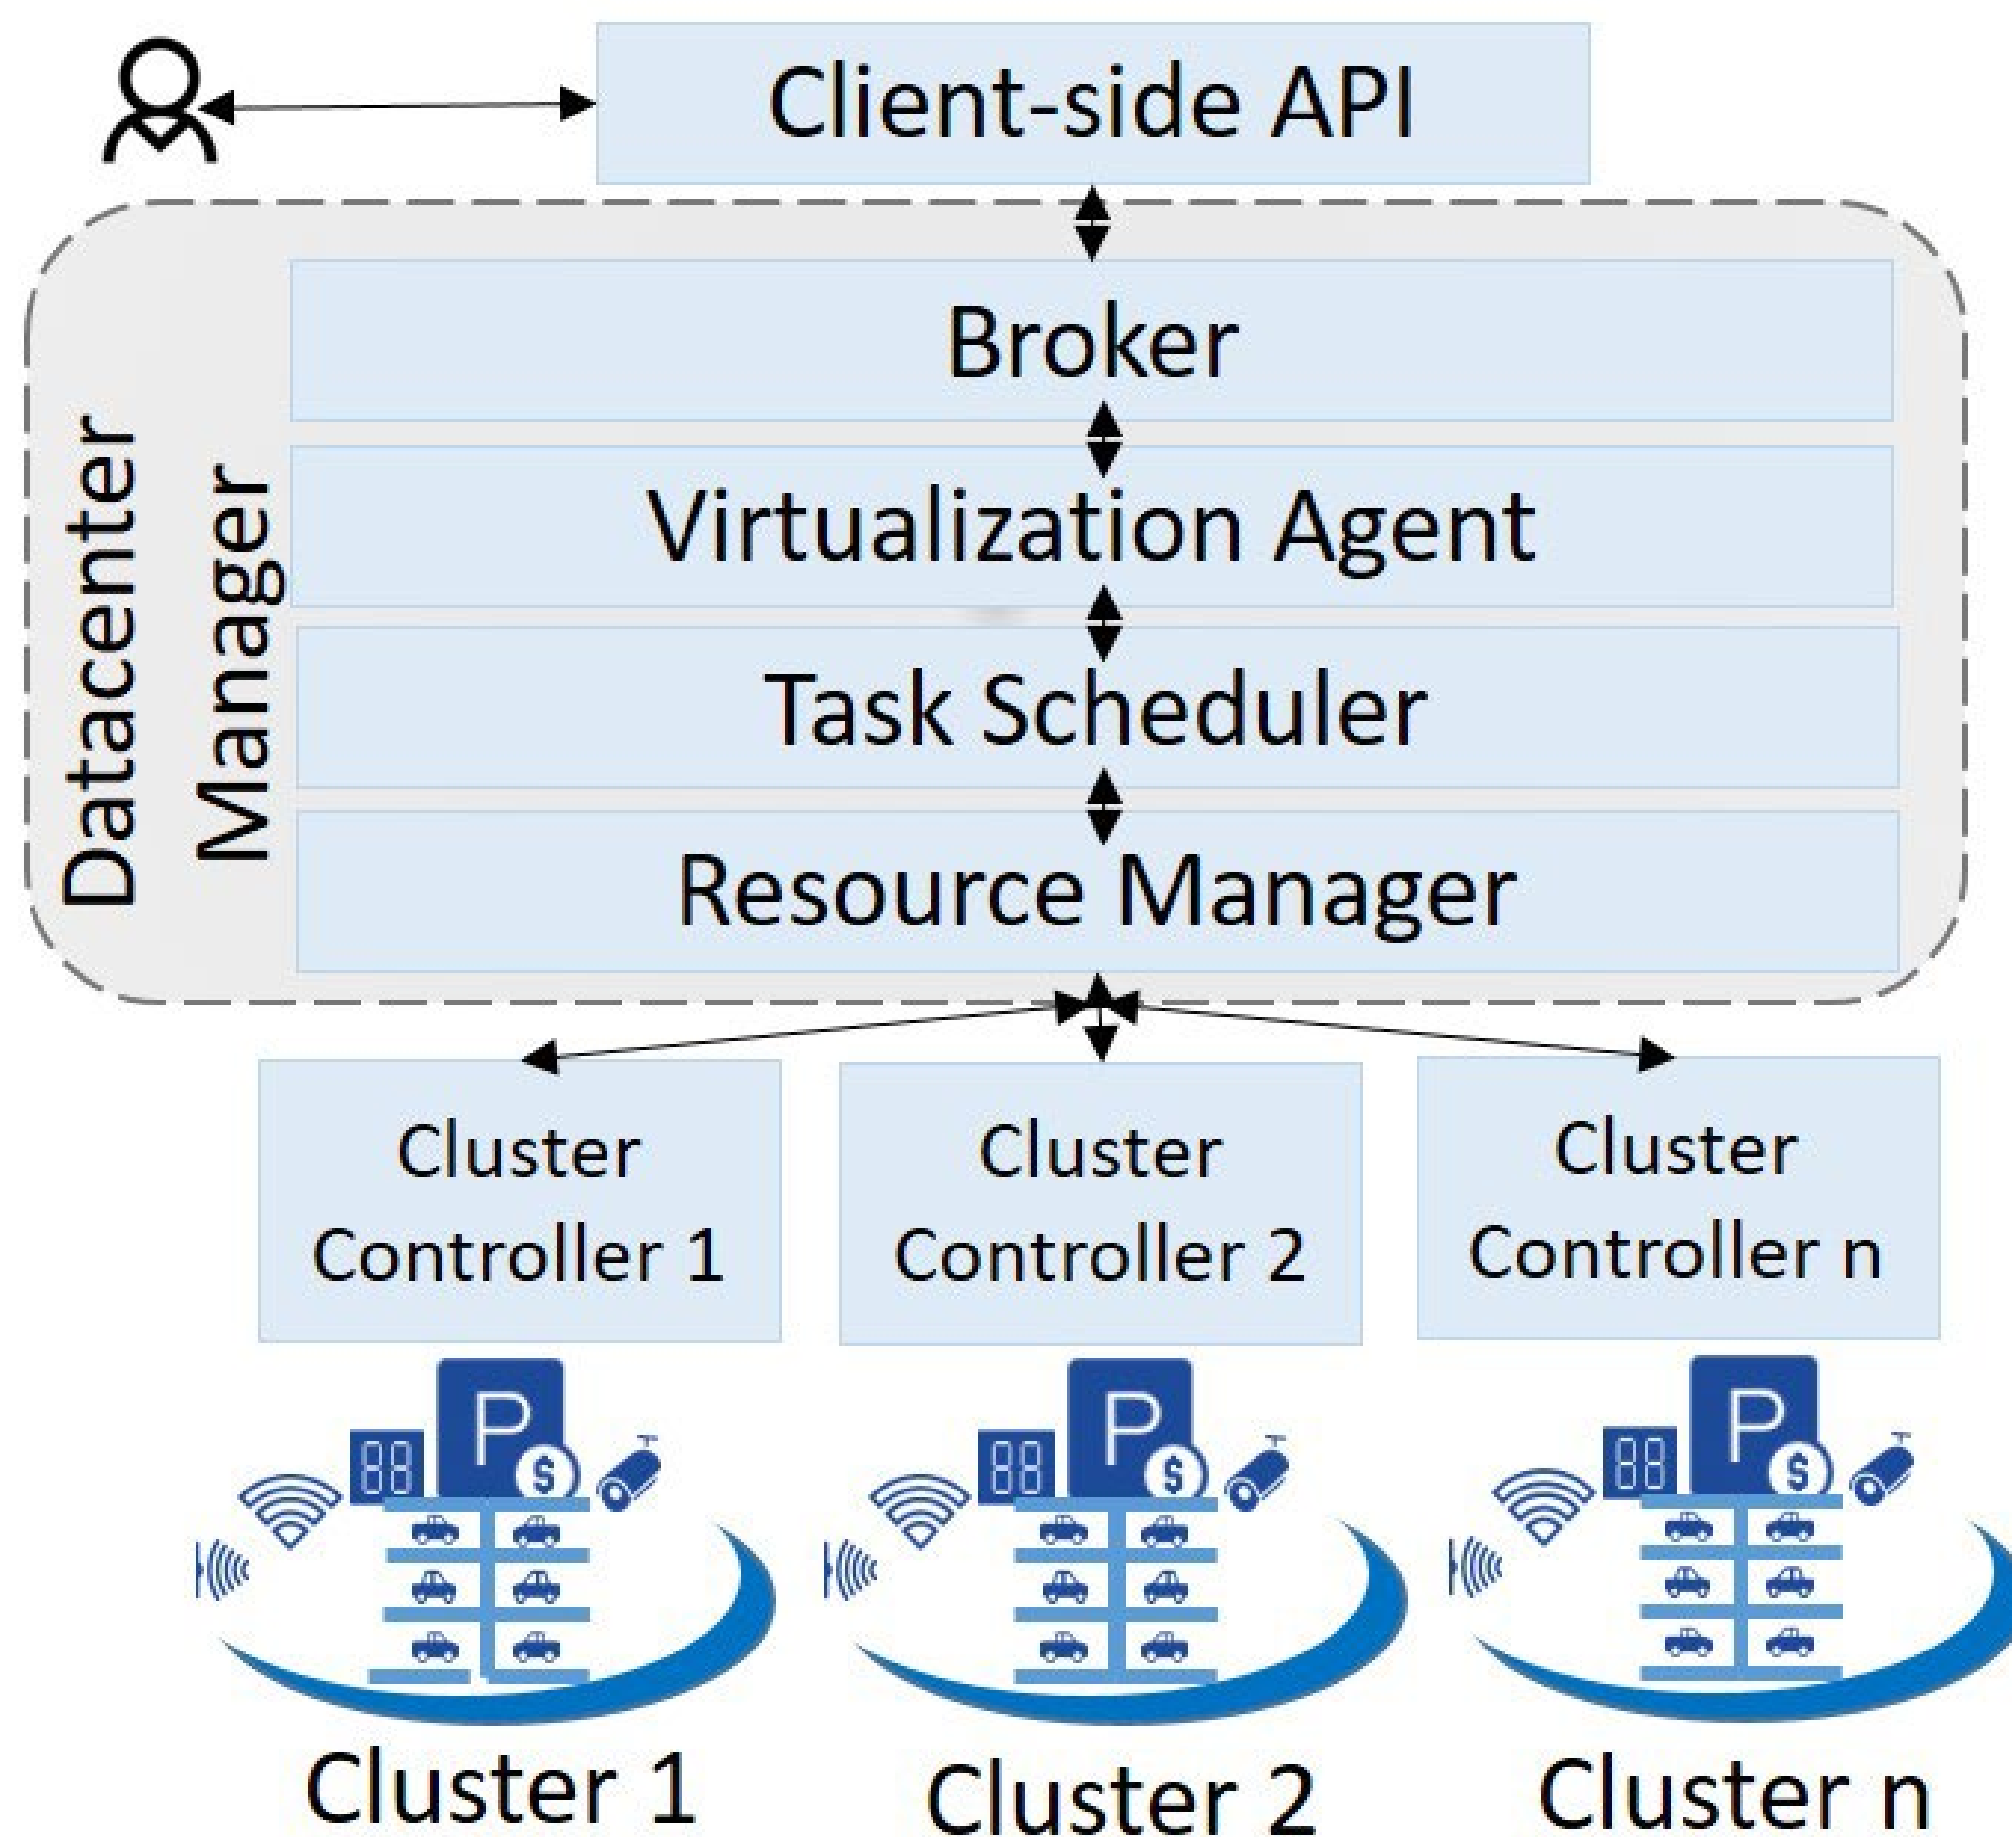 Client-side API
Datacenter
Manager
Broker
Virtualization Agent
Task Scheduler
Resource Manager
Cluster
Controller 1
Cluster
Controller 2
Cluster
Controller n
P
$
88
P
$
88
P
$
88
Cluster 1
Cluster 2
Cluster n